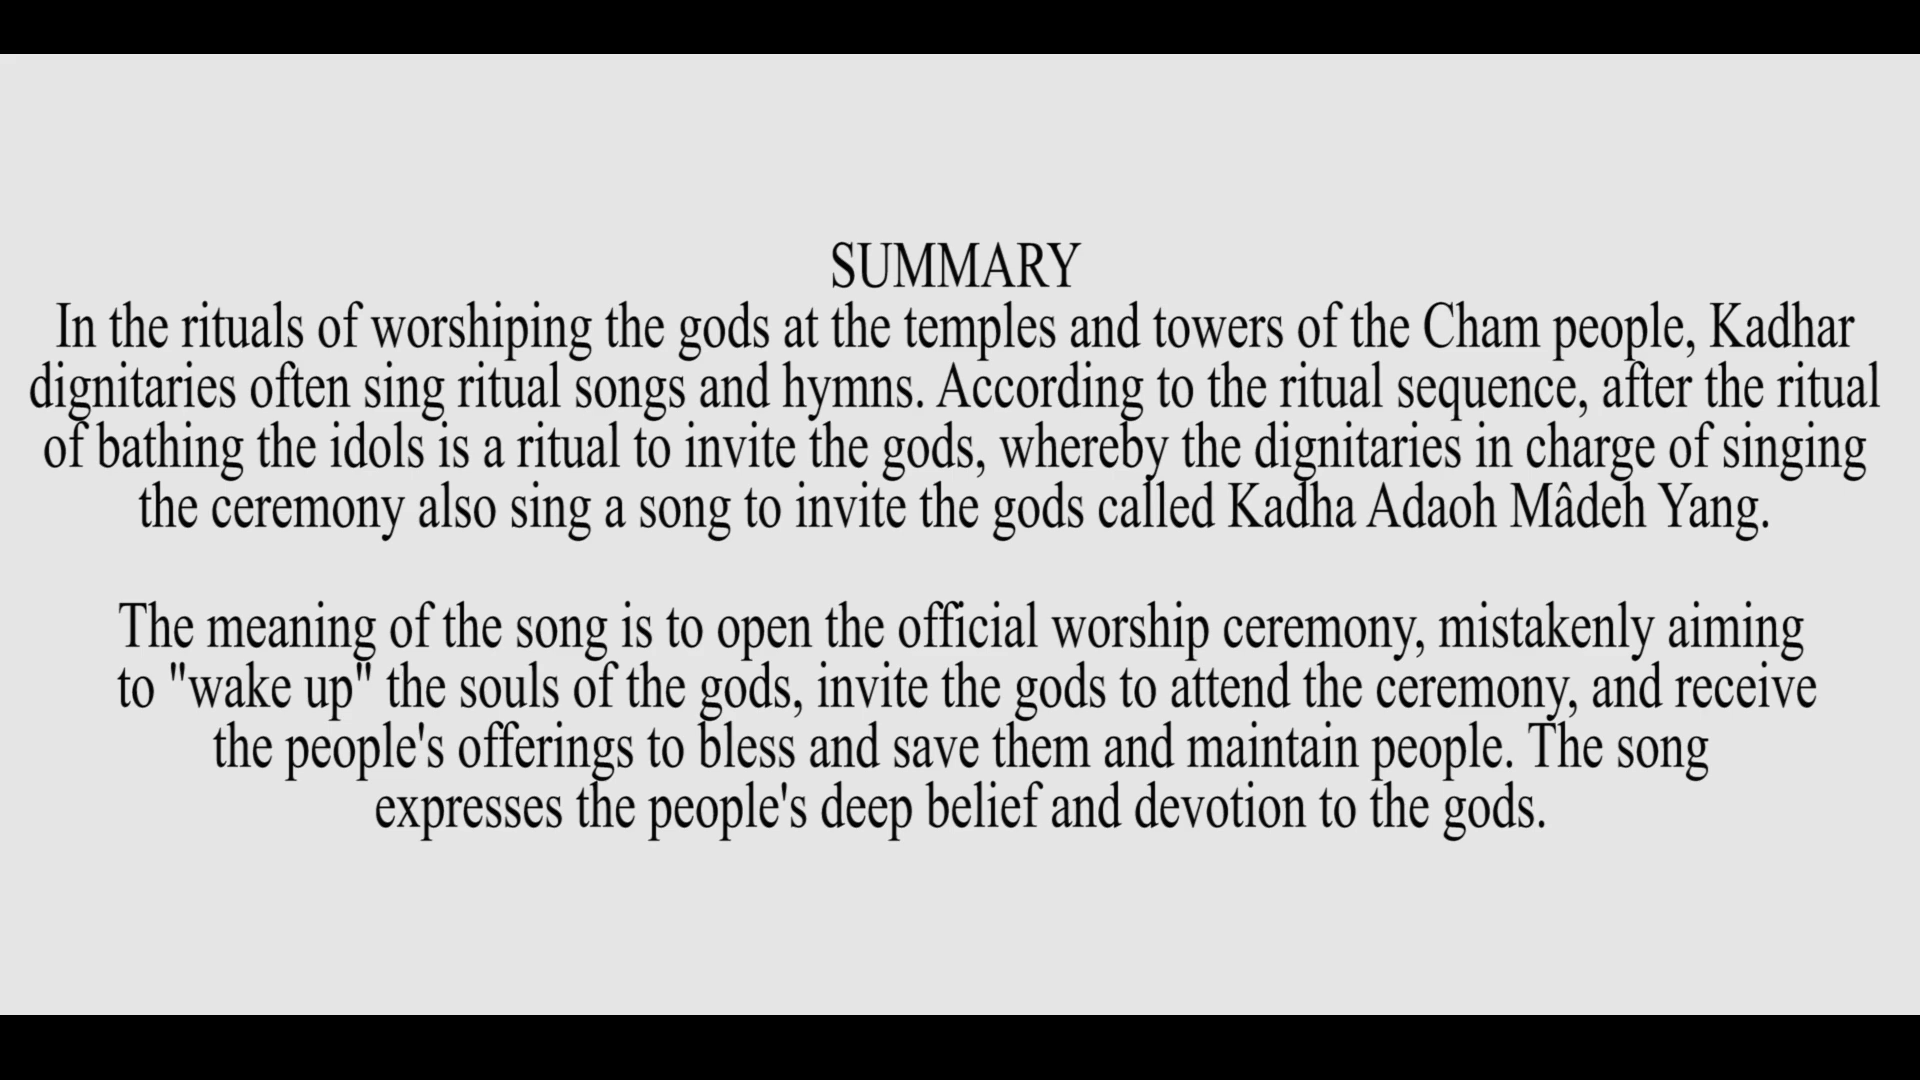 SUMMARY
In the rituals of worshiping the gods at the temples and towers of the Cham people, Kadhar
dignitaries often sing ritual songs and hymns. According to the ritual sequence, after the ritual
of bathing the idols is a ritual to invite the gods, whereby the dignitaries in charge of singing
the ceremony also sing a song to invite the gods called Kadha Adaoh Mâdeh Yang.
The meaning of the song is to open the official worship ceremony, mistakenly aiming
to "wake up" the souls of the gods, invite the gods to attend the ceremony, and receive
the people's offerings to bless and save them and maintain people. The song
expresses the people's deep belief and devotion to the gods.